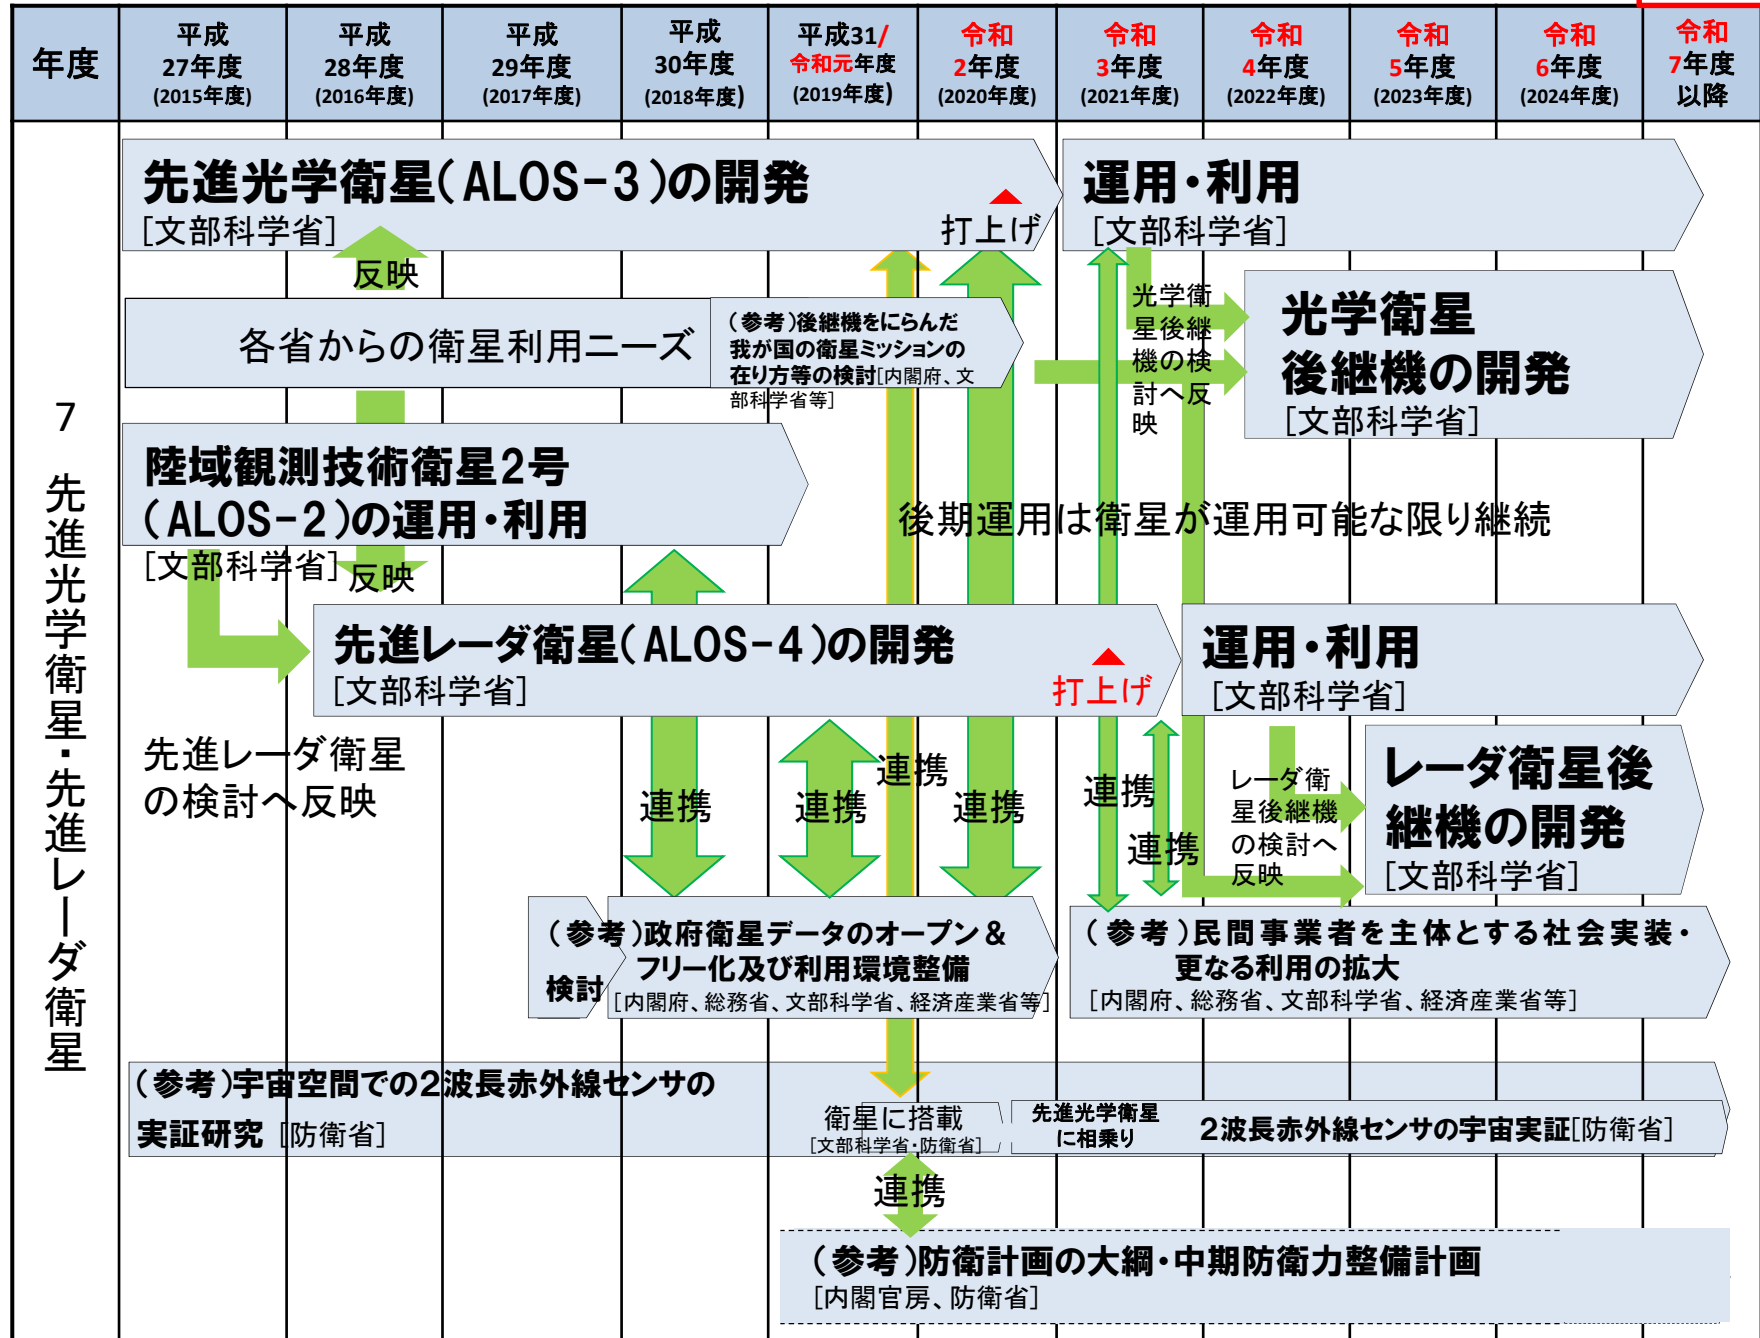 年度
平成
27年度
(2015年度)
平成
28年度
(2016年度)
平成
29年度
(2017年度)
平成
30年度
(2018年度)
平成31/
令和元年度
(2019年度)
令和
2年度
(2020年度)
令和
3年度
(2021年度)
令和
4年度
(2022年度)
令和
5年度
(2023年度)
令和
6年度
(2024年度)
令和
7年度
以降
7 先進光学衛星・先進レーダ衛星
先進光学衛星(ALOS-3)の開発
[文部科学省]
打上げ
運用・利用
[文部科学省]
反映
各省からの衛星利用ニーズ
(参考)後継機をにらんだ
我が国の衛星ミッションの
在り方等の検討[内閣府、文
部科学省等]
光学衛
星後継
機の検
討へ反
映
光学衛星
後継機の開発
[文部科学省]
陸域観測技術衛星2号
(ALOS-2)の運用・利用
[文部科学省]
後期運用は衛星が運用可能な限り継続
反映
先進レーダ衛星(ALOS-4)の開発
[文部科学省]
打上げ
運用・利用
[文部科学省]
先進レーダ衛星
の検討へ反映
連携
連携
連携
連携
連携
連携
レーダ衛
星後継機
の検討へ
反映
レーダ衛星後
継機の開発
[文部科学省]
検討
(参考)政府衛星データのオープン&
フリー化及び利用環境整備
[内閣府、総務省、文部科学省、経済産業省等]
(参考)民間事業者を主体とする社会実装・
更なる利用の拡大
[内閣府、総務省、文部科学省、経済産業省等]
(参考)宇宙空間での2波長赤外線センサの
実証研究 [防衛省]
衛星に搭載
[文部科学省・防衛省]
先進光学衛星
に相乗り
2波長赤外線センサの宇宙実証[防衛省]
連携
(参考)防衛計画の大綱・中期防衛力整備計画
[内閣官房、防衛省]